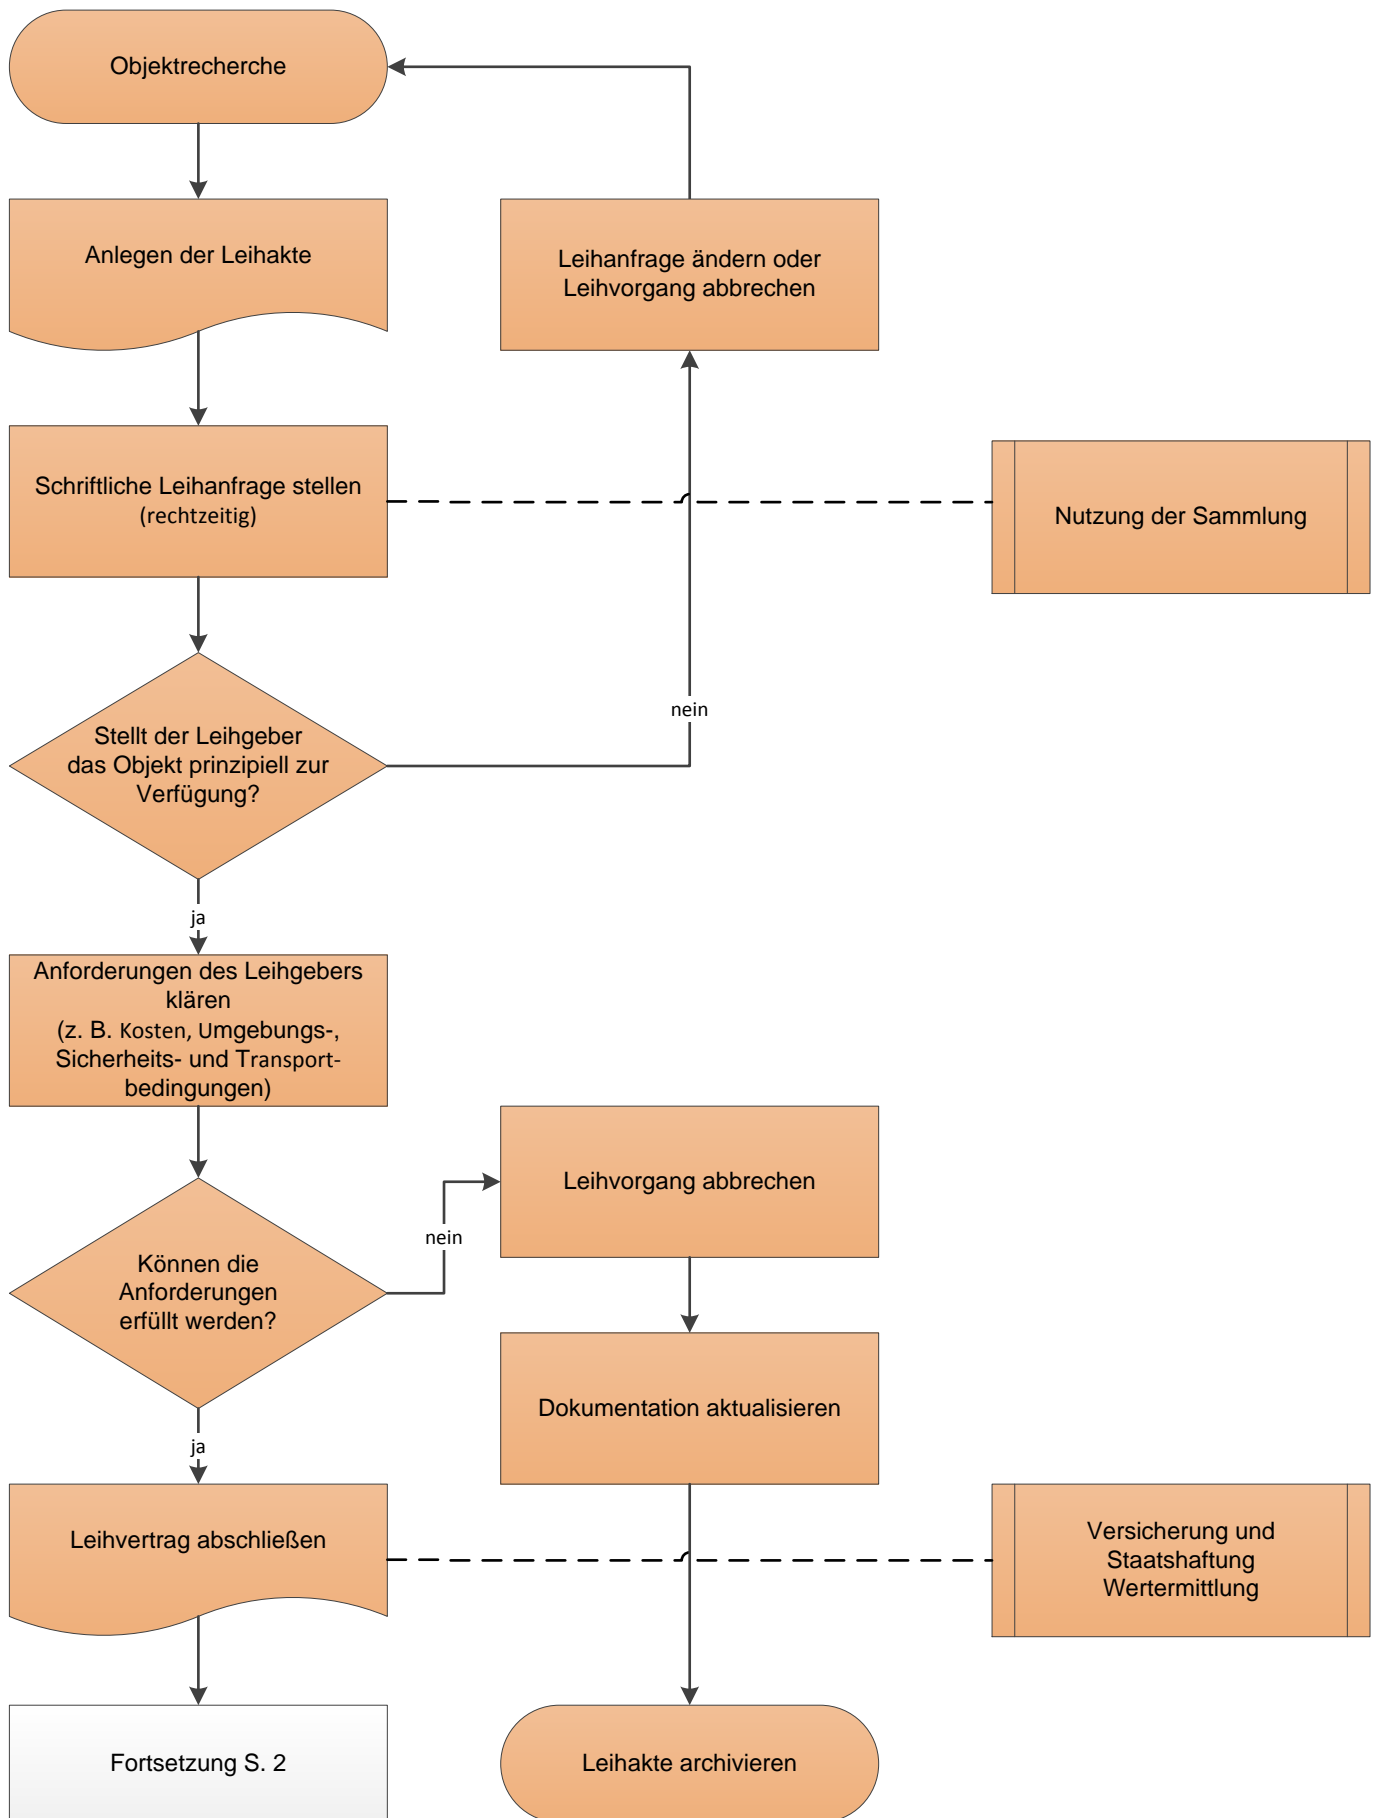 Objektrecherche
Anlegen der Leihakte
Leihanfrage ändern oder
Leihvorgang abbrechen
Schriftliche Leihanfrage stellen
(rechtzeitig)
Nutzung der Sammlung
Stellt der Leihgeber
das Objekt prinzipiell zur
Verfügung?
nein
ja
Anforderungen des Leihgebers
klären
(z. B. Kosten, Umgebungs-,
Sicherheits- und Transport-
bedingungen)
Leihvorgang abbrechen
nein
Können die
Anforderungen
erfüllt werden?
Dokumentation aktualisieren
ja
Leihvertrag abschließen
Versicherung und
Staatshaftung
Wertermittlung
Fortsetzung S. 2
Leihakte archivieren